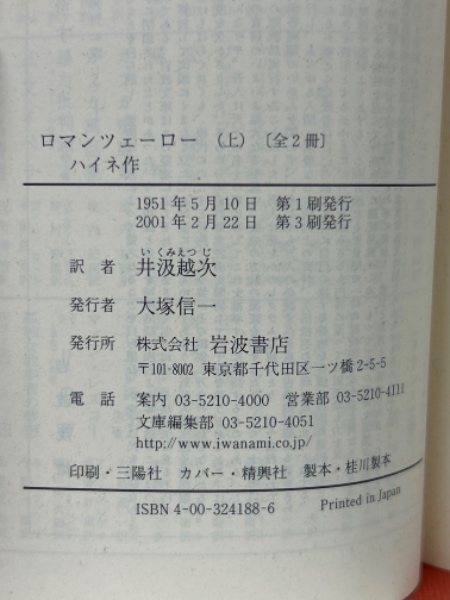 ロマンツェーロー （上） 〔全2冊〕
ハイネ作
1951年5月10日 第1刷発行
2001年2月22日 第3刷発行
い くみえつ じ
訳 者 井汲越次
発行者 大塚信一
発行所 株式会社 岩波書店
〒101-8002 東京都千代田区一ツ橋2-5-5
電 話 案内 03-5210-4000 営業部 03-5210-4111
文庫編集部 03-5210-4051
http://www.iwanami.co.jp/
印刷・三陽社 カバー・精興社 製本・桂川製本
ISBN 4-00-324188-6 Printed in Japan